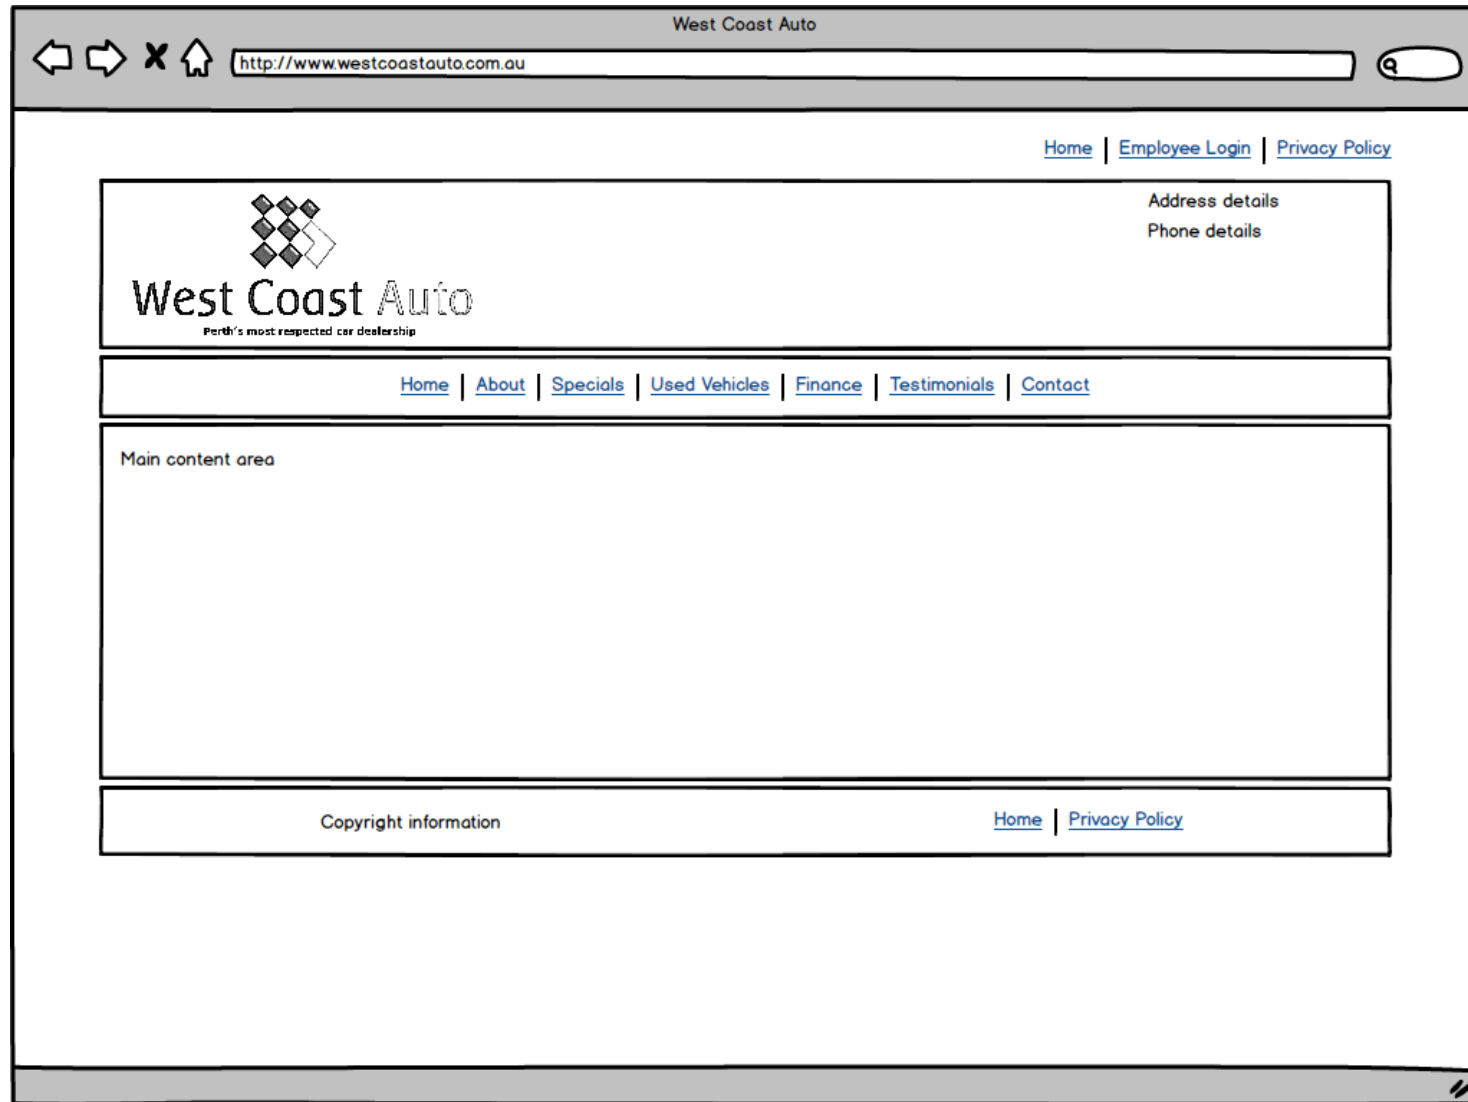 West Coast Auto
http://www.westcoastauto.com.au
Home Employee Login Privacy Policy
Address details
Phone details
West Coast Auto
Perth's most respected car dealership
Home About Specials Used Vehicles Finance Testimonials Contact
Main content area
Copyright information Home Privacy Policy